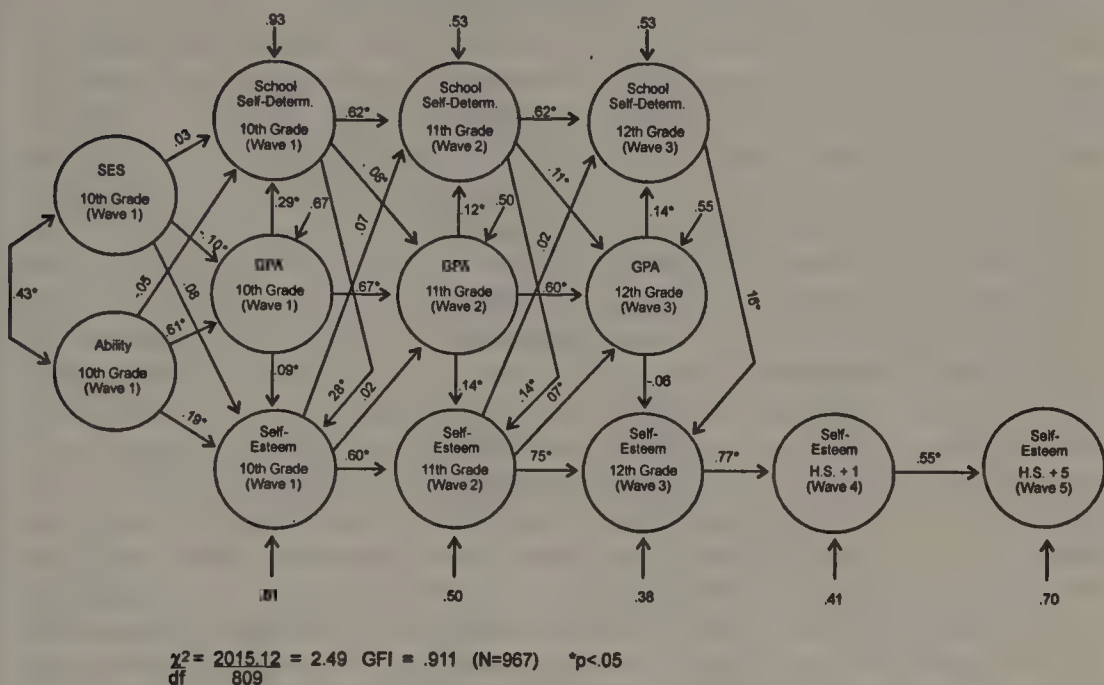 .93
.53
.53
School
Self-Determ.
10th Grade
(Wave 1)
School
Self-Determ.
11th Grade
(Wave 2)
School
Self-Determ.
12th Grade
(Wave 3)
.62*
.62*
SES
10th Grade
(Wave 1)
.03
-.08*
.11*
.29*
.67
.12*
.50
.14*
.55
.07
.02
-.10*
GPA
10th Grade
(Wave 1)
GPA
11th Grade
(Wave 2)
GPA
12th Grade
(Wave 3)
.67*
.60*
.43*
-.05
.08
.16*
Ability
10th Grade
(Wave 1)
.61*
.19*
.09*
.28*
.02
.14*
.14*
.07*
-.06
Self-
Esteem
10th Grade
(Wave 1)
Self-
Esteem
11th Grade
(Wave 2)
Self-
Esteem
12th Grade
(Wave 3)
Self-
Esteem
H.S. + 1
(Wave 4)
Self-
Esteem
H.S. + 5
(Wave 5)
.60*
.75*
.77*
.55*
.50
.38
.41
.70
χ² = 2015.12 = 2.49 GFI = .911 (N=967) *p<.05
df 809